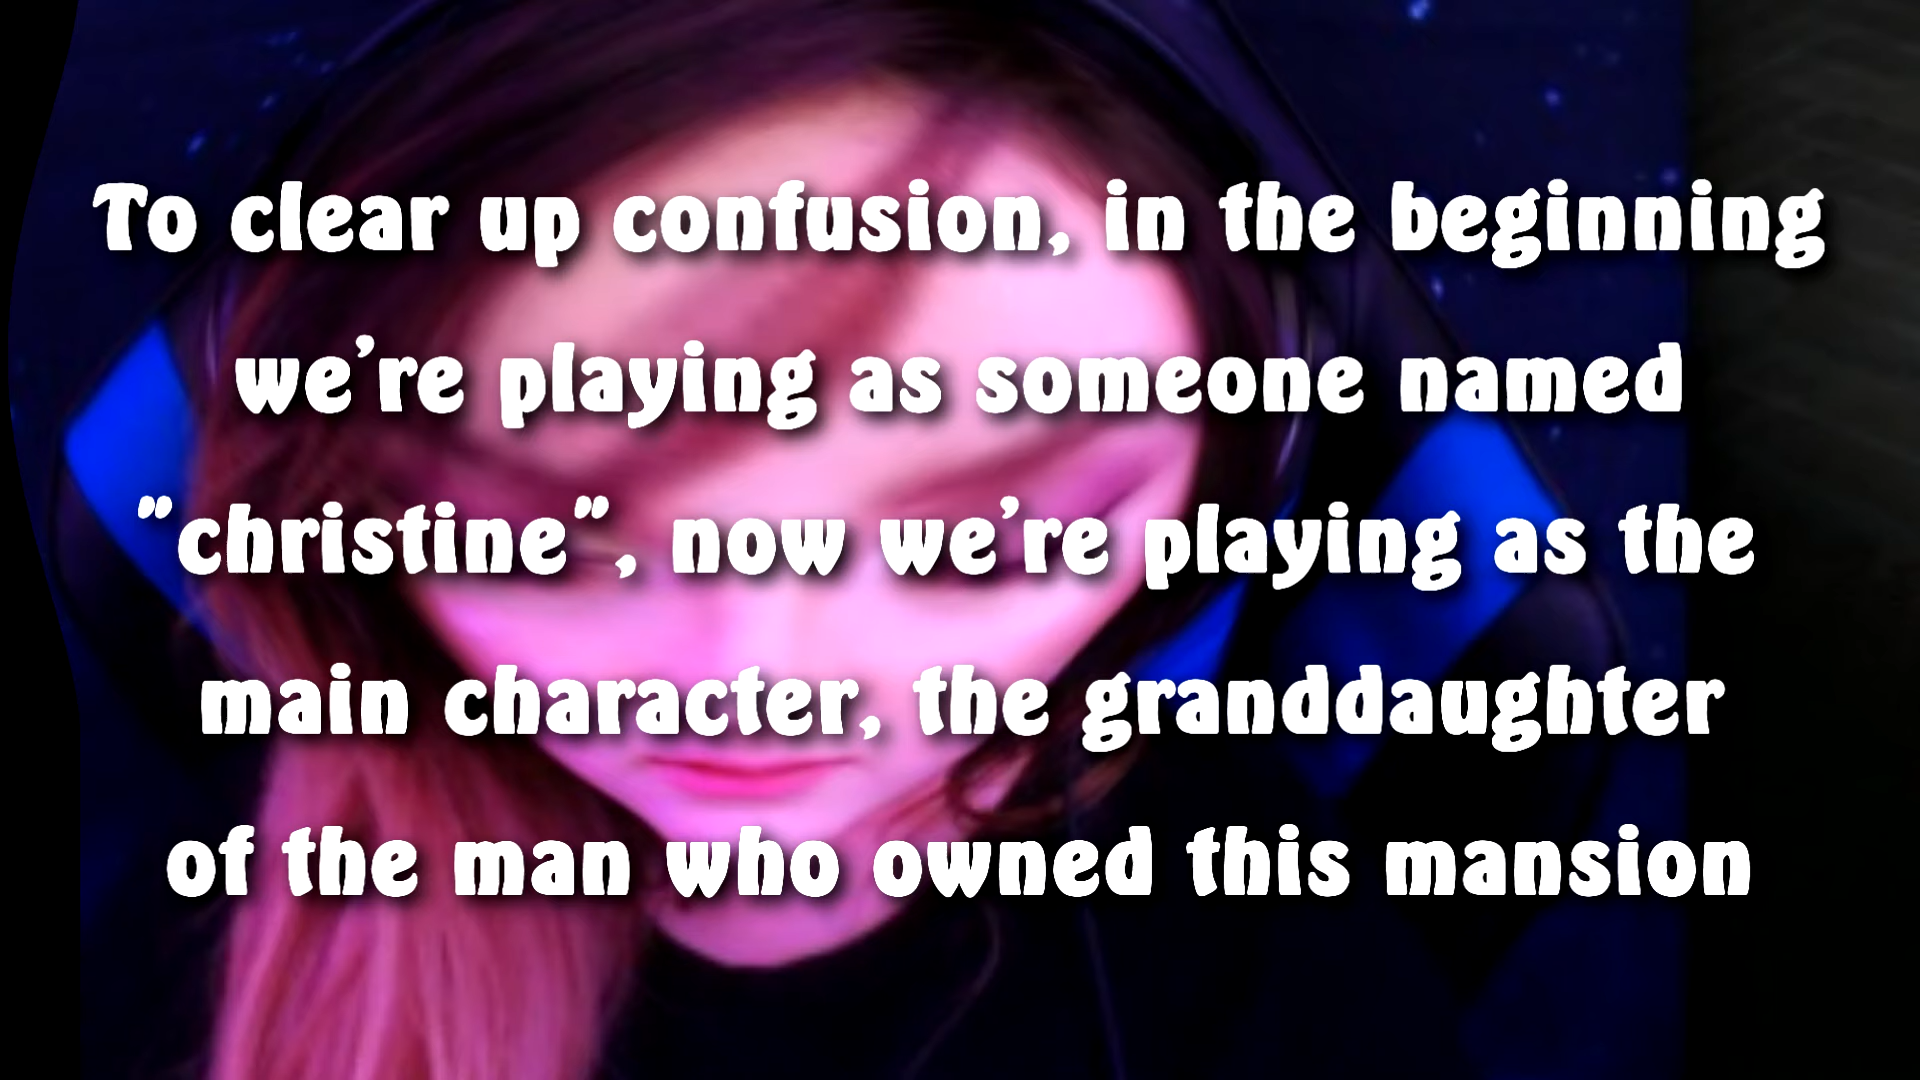 To clear up confusion, in the beginning
we're playing as someone named
"christine", now we're playing as the
main character, the granddaughter
of the man who owned this mansion